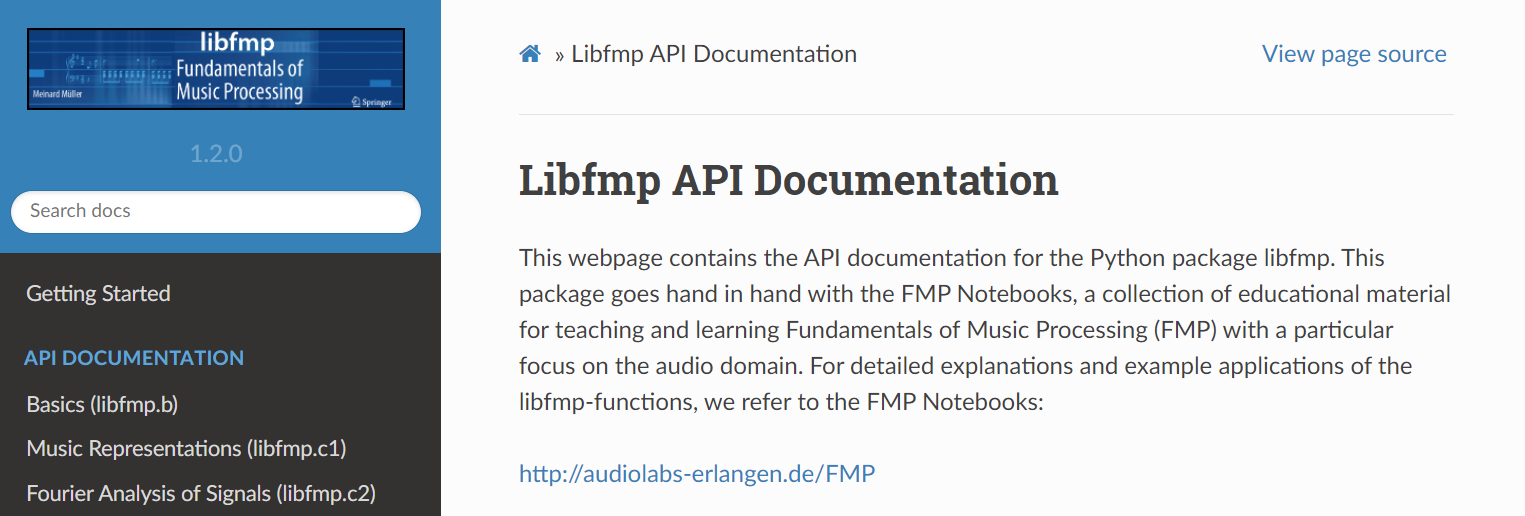 libfmp
Fundamentals of
Music Processing
Meinard Müller
Springer
1.2.0
Search docs
Getting Started
API DOCUMENTATION
Basics (libfmp.b)
Music Representations (libfmp.c1)
Fourier Analysis of Signals (libfmp.c2)
» Libfmp API Documentation
View page source
Libfmp API Documentation
This webpage contains the API documentation for the Python package libfmp. This
package goes hand in hand with the FMP Notebooks, a collection of educational material
for teaching and learning Fundamentals of Music Processing (FMP) with a particular
focus on the audio domain. For detailed explanations and example applications of the
libfmp-functions, we refer to the FMP Notebooks:
http://audiolabs-erlangen.de/FMP